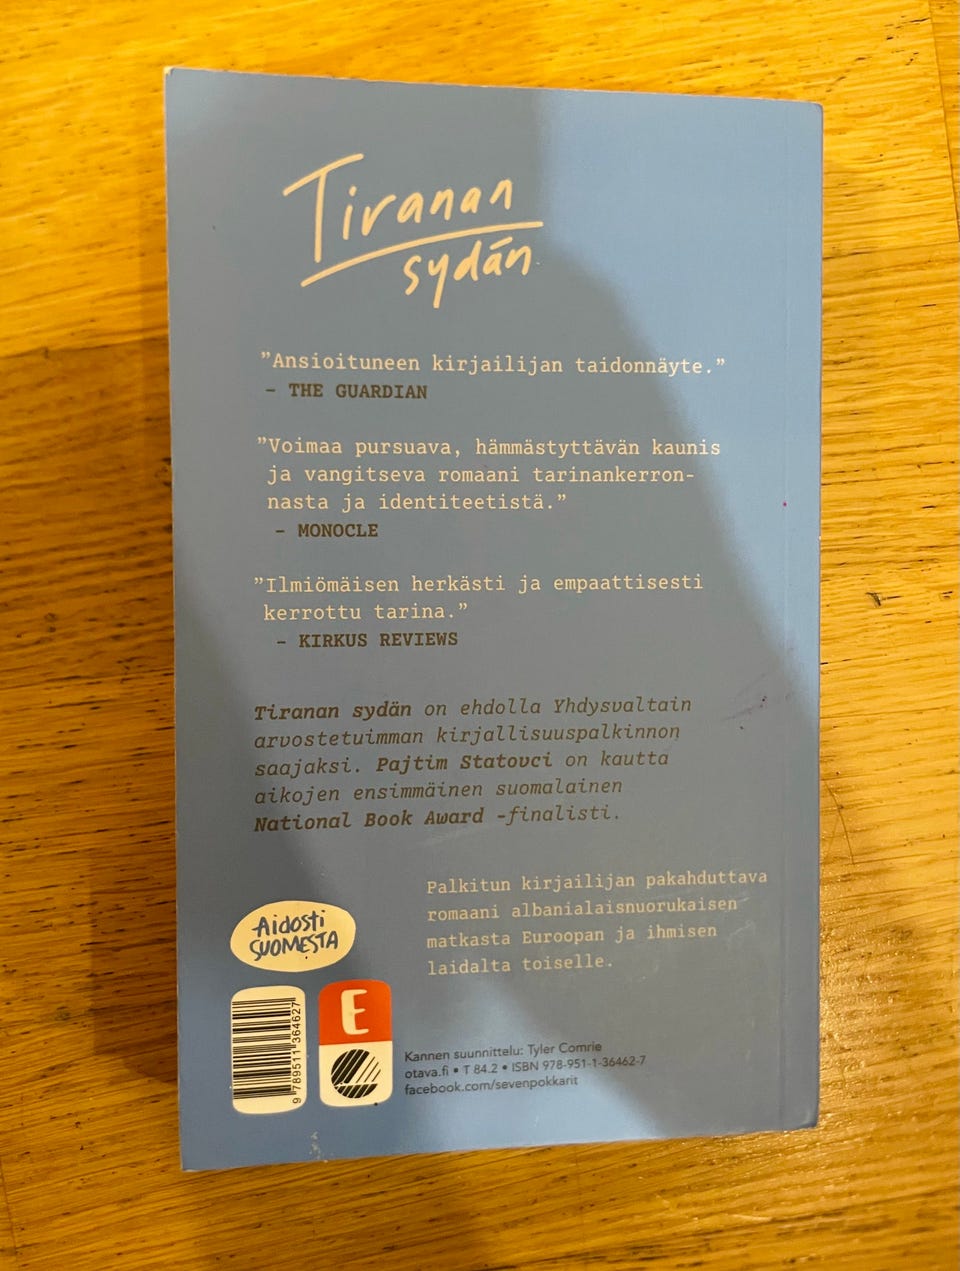 Tiranan
sydän
”Ansioituneen kirjailijan taidonnäyte.”
– THE GUARDIAN
”Voimaa pursuava, hämmästyttävän kaunis
ja vangitseva romaani tarinankerron-
nasta ja identiteetistä.”
– MONOCLE
”Ilmiömäisen herkästi ja empaattisesti
kerrottu tarina.”
– KIRKUS REVIEWS
Tiranan sydän on ehdolla Yhdysvaltain
arvostetuimman kirjallisuuspalkinnon
saajaksi. Pajtim Statovci on kautta
aikojen ensimmäinen suomalainen
National Book Award -finalisti.
Palkitun kirjailijan pakahduttava
romaani albanialaisnuorukaisen
matkasta Euroopan ja ihmisen
laidalta toiselle.
Aidosti
SUOMESTA
9 789511 364627
E
Kannen suunnittelu: Tyler Comrie
otava.fi • T 84.2 • ISBN 978-951-1-36462-7
facebook.com/sevenpokkarit